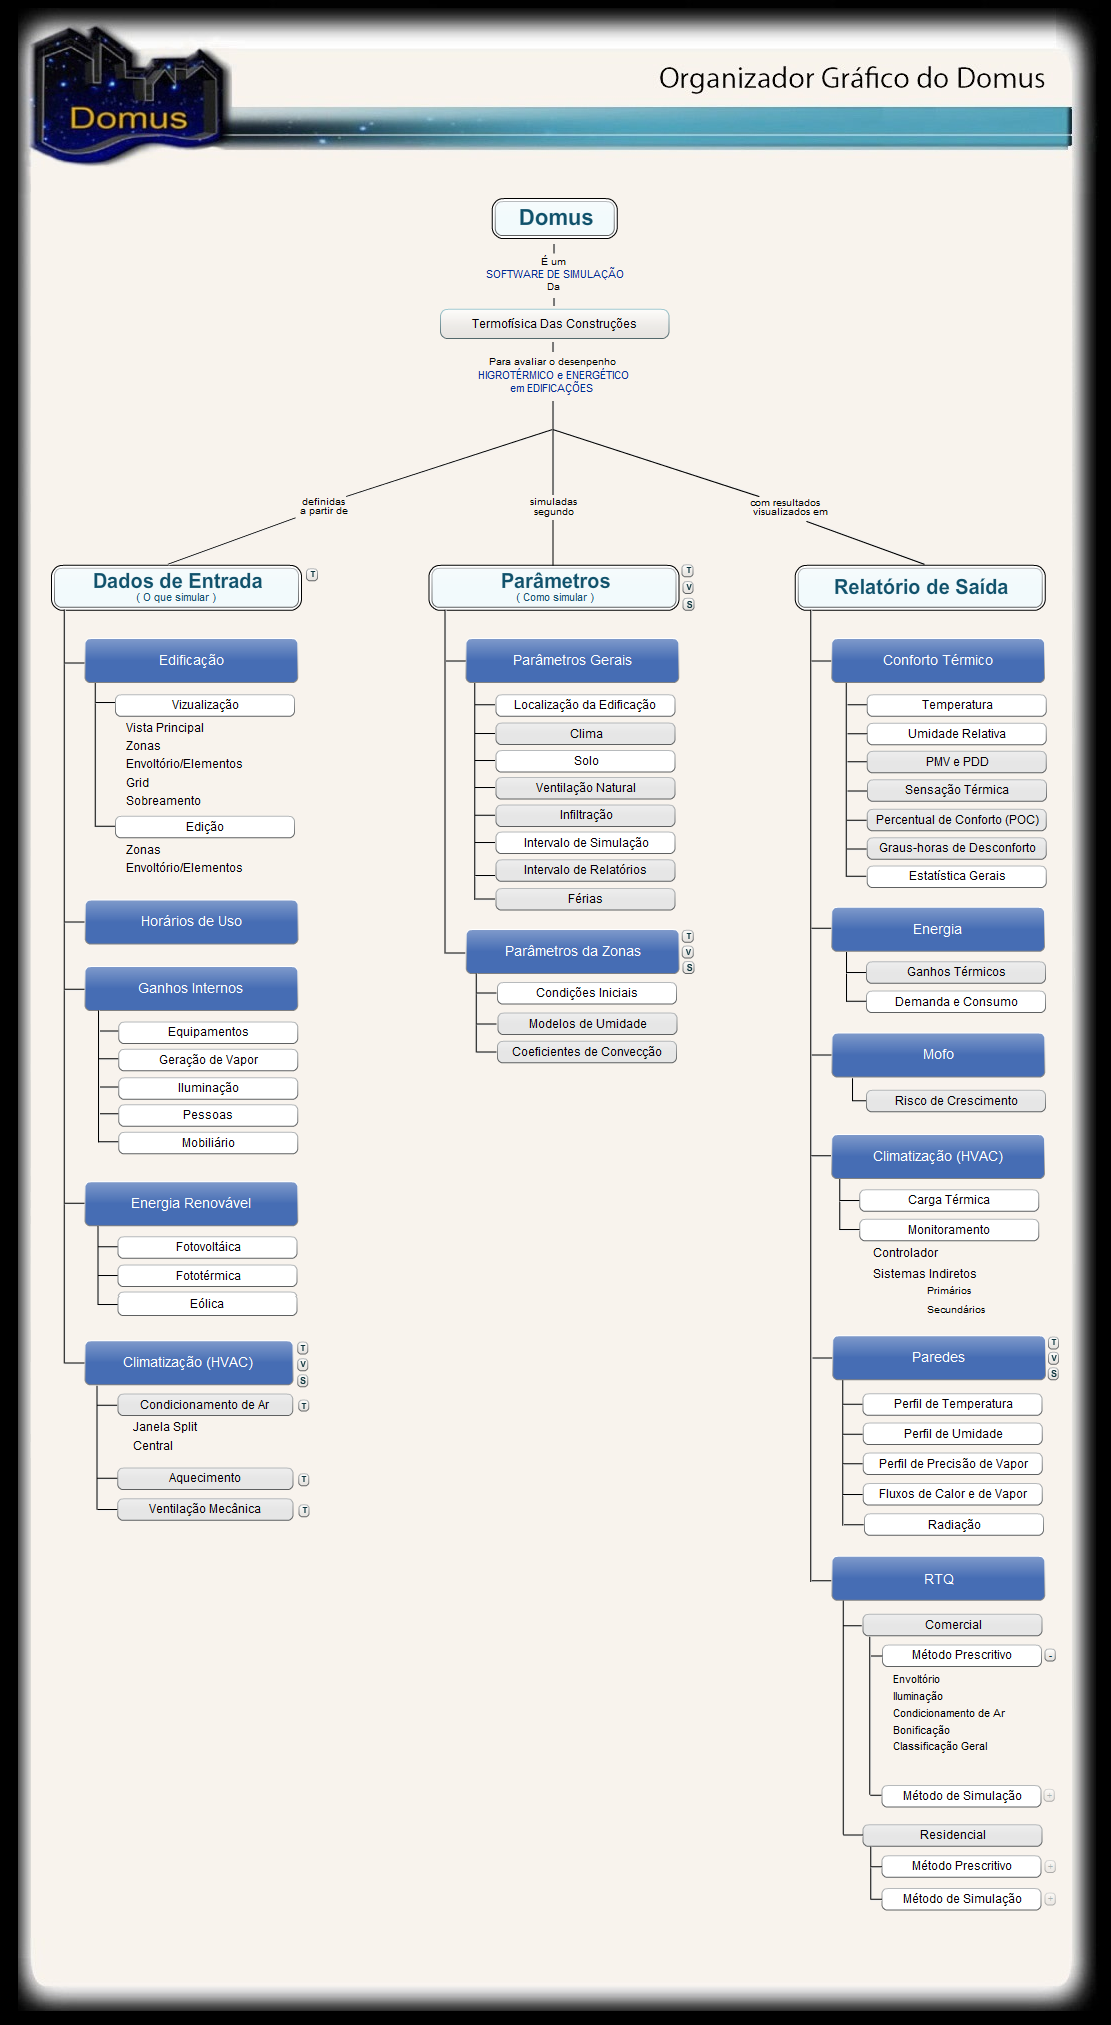 Organizador Gráfico do Domus
Domus
Domus
É um
SOFTWARE DE SIMULAÇÃO
Da
Termofísica Das Construções
Para avaliar o desenpenho
HIGROTÉRMICO e ENERGÉTICO
em EDIFICAÇÕES
definidas
a partir de
simuladas
segundo
com resultados
visualizados em
Dados de Entrada
( O que simular )
T
Edificação
Vizualização
Vista Principal
Zonas
Envoltório/Elementos
Grid
Sobreamento
Edição
Zonas
Envoltório/Elementos
Horários de Uso
Ganhos Internos
Equipamentos
Geração de Vapor
Iluminação
Pessoas
Mobiliário
Energia Renovável
Fotovoltáica
Fototérmica
Eólica
Climatização (HVAC)
T
V
S
Condicionamento de Ar
T
Janela Split
Central
Aquecimento
T
Ventilação Mecânica
T
Parâmetros
( Como simular )
T
V
S
Parâmetros Gerais
Localização da Edificação
Clima
Solo
Ventilação Natural
Infiltração
Intervalo de Simulação
Intervalo de Relatórios
Férias
Parâmetros da Zonas
T
V
S
Condições Iniciais
Modelos de Umidade
Coeficientes de Convecção
Relatório de Saída
Conforto Térmico
Temperatura
Umidade Relativa
PMV e PDD
Sensação Térmica
Percentual de Conforto (POC)
Graus-horas de Desconforto
Estatística Gerais
Energia
Ganhos Térmicos
Demanda e Consumo
Mofo
Risco de Crescimento
Climatização (HVAC)
Carga Térmica
Monitoramento
Controlador
Sistemas Indiretos
Primários
Secundários
Paredes
T
V
S
Perfil de Temperatura
Perfil de Umidade
Perfil de Precisão de Vapor
Fluxos de Calor e de Vapor
Radiação
RTQ
Comercial
Método Prescritivo
-
Envoltório
Iluminação
Condicionamento de Ar
Bonificação
Classificação Geral
Método de Simulação
+
Residencial
Método Prescritivo
+
Método de Simulação
+